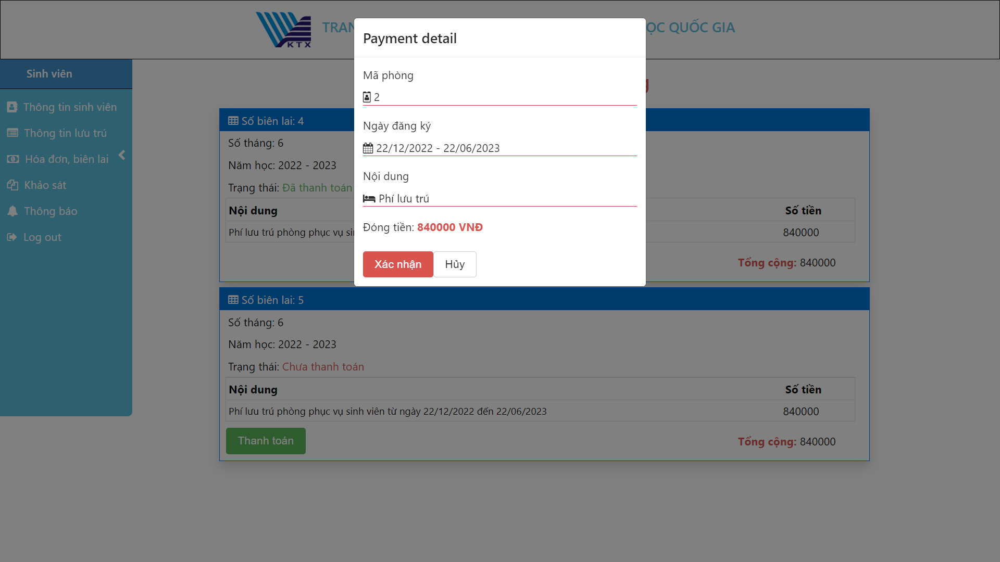 KTX
TRAN
ỌC QUỐC GIA
Payment detail
Mã phòng
2
Ngày đăng ký
22/12/2022 - 22/06/2023
Nội dung
Phí lưu trú
Đóng tiền: 840000 VNĐ
Xác nhận
Hủy
Sinh viên
Thông tin sinh viên
Thông tin lưu trú
Hóa đơn, biên lai
Khảo sát
Thông báo
Log out
Số biên lai: 4
Số tháng: 6
Năm học: 2022 - 2023
Trạng thái: Đã thanh toán
Nội dung
Số tiền
Phí lưu trú phòng phục vụ si
840000
Tổng cộng: 840000
Số biên lai: 5
Số tháng: 6
Năm học: 2022 - 2023
Trạng thái: Chưa thanh toán
Nội dung
Số tiền
Phí lưu trú phòng phục vụ sinh viên từ ngày 22/12/2022 đến 22/06/2023
840000
Thanh toán
Tổng cộng: 840000